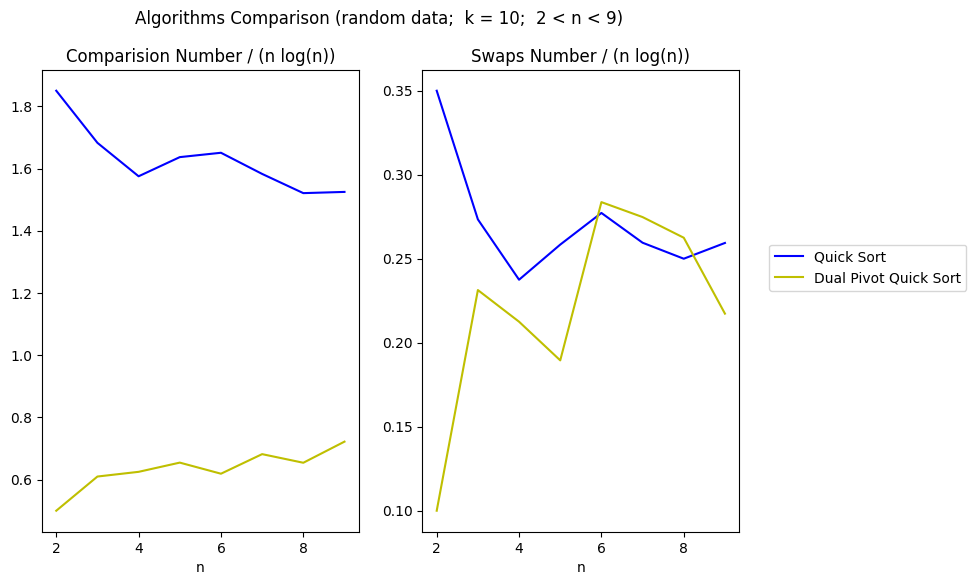 Algorithms Comparison (random data;  k = 10;  2 < n < 9)
Comparision Number / (n log(n))
1.8
1.6
1.4
1.2
1.0
0.8
0.6
2 4 6 8
n
Swaps Number / (n log(n))
0.35
0.30
0.25
0.20
0.15
0.10
2 4 6 8
n
Quick Sort
Dual Pivot Quick Sort